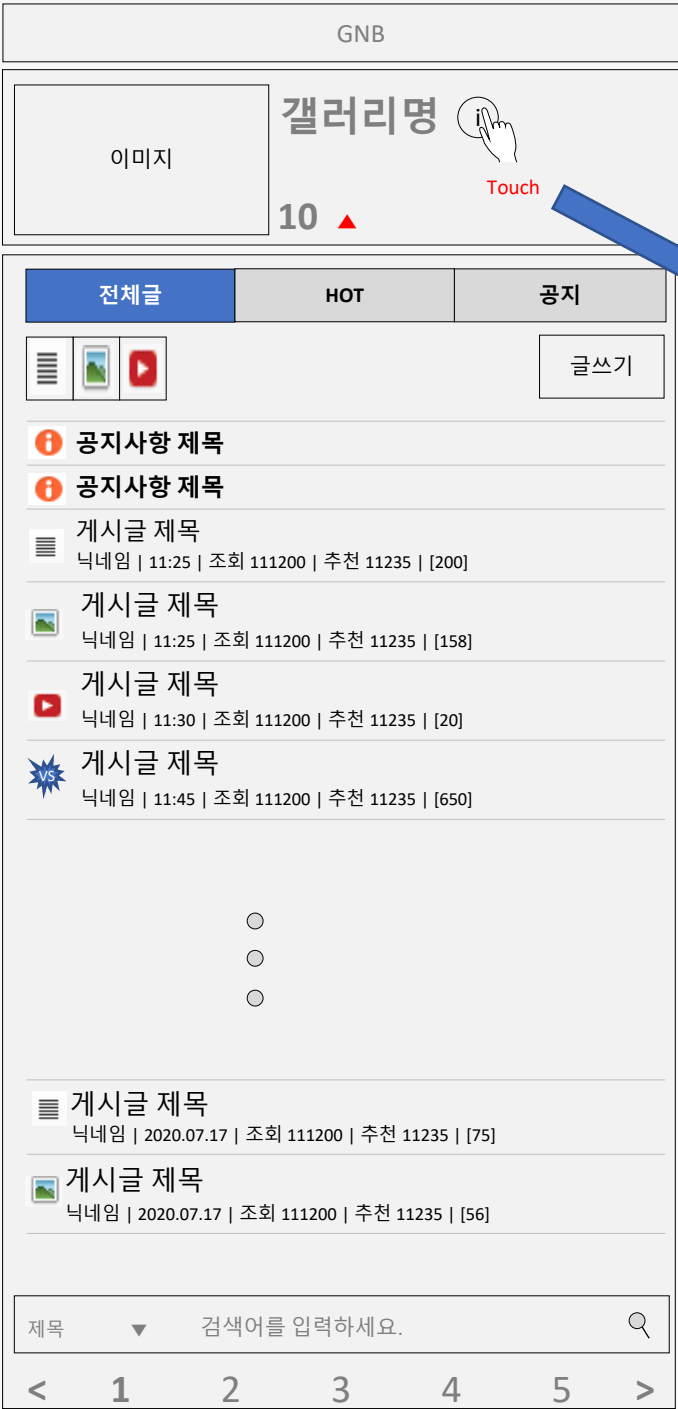 GNB
이미지
갤러리명 i
Touch
10 ▲
전체글 HOT 공지
글쓰기
공지사항 제목
공지사항 제목
게시글 제목
닉네임 | 11:25 | 조회 111200 | 추천 11235 | [200]
게시글 제목
닉네임 | 11:25 | 조회 111200 | 추천 11235 | [158]
게시글 제목
닉네임 | 11:30 | 조회 111200 | 추천 11235 | [20]
VS 게시글 제목
닉네임 | 11:45 | 조회 111200 | 추천 11235 | [650]
게시글 제목
닉네임 | 2020.07.17 | 조회 111200 | 추천 11235 | [75]
게시글 제목
닉네임 | 2020.07.17 | 조회 111200 | 추천 11235 | [56]
제목 ▼ 검색어를 입력하세요.
< 1 2 3 4 5 >